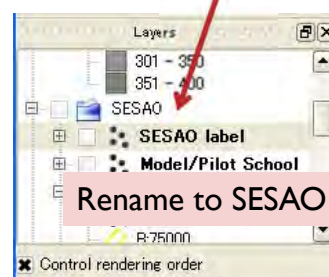 Layers
301 - 350
351 - 400
SESAO
SESAO label
Model/Pilot School
Rename to SESAO
R:75000
Control rendering order